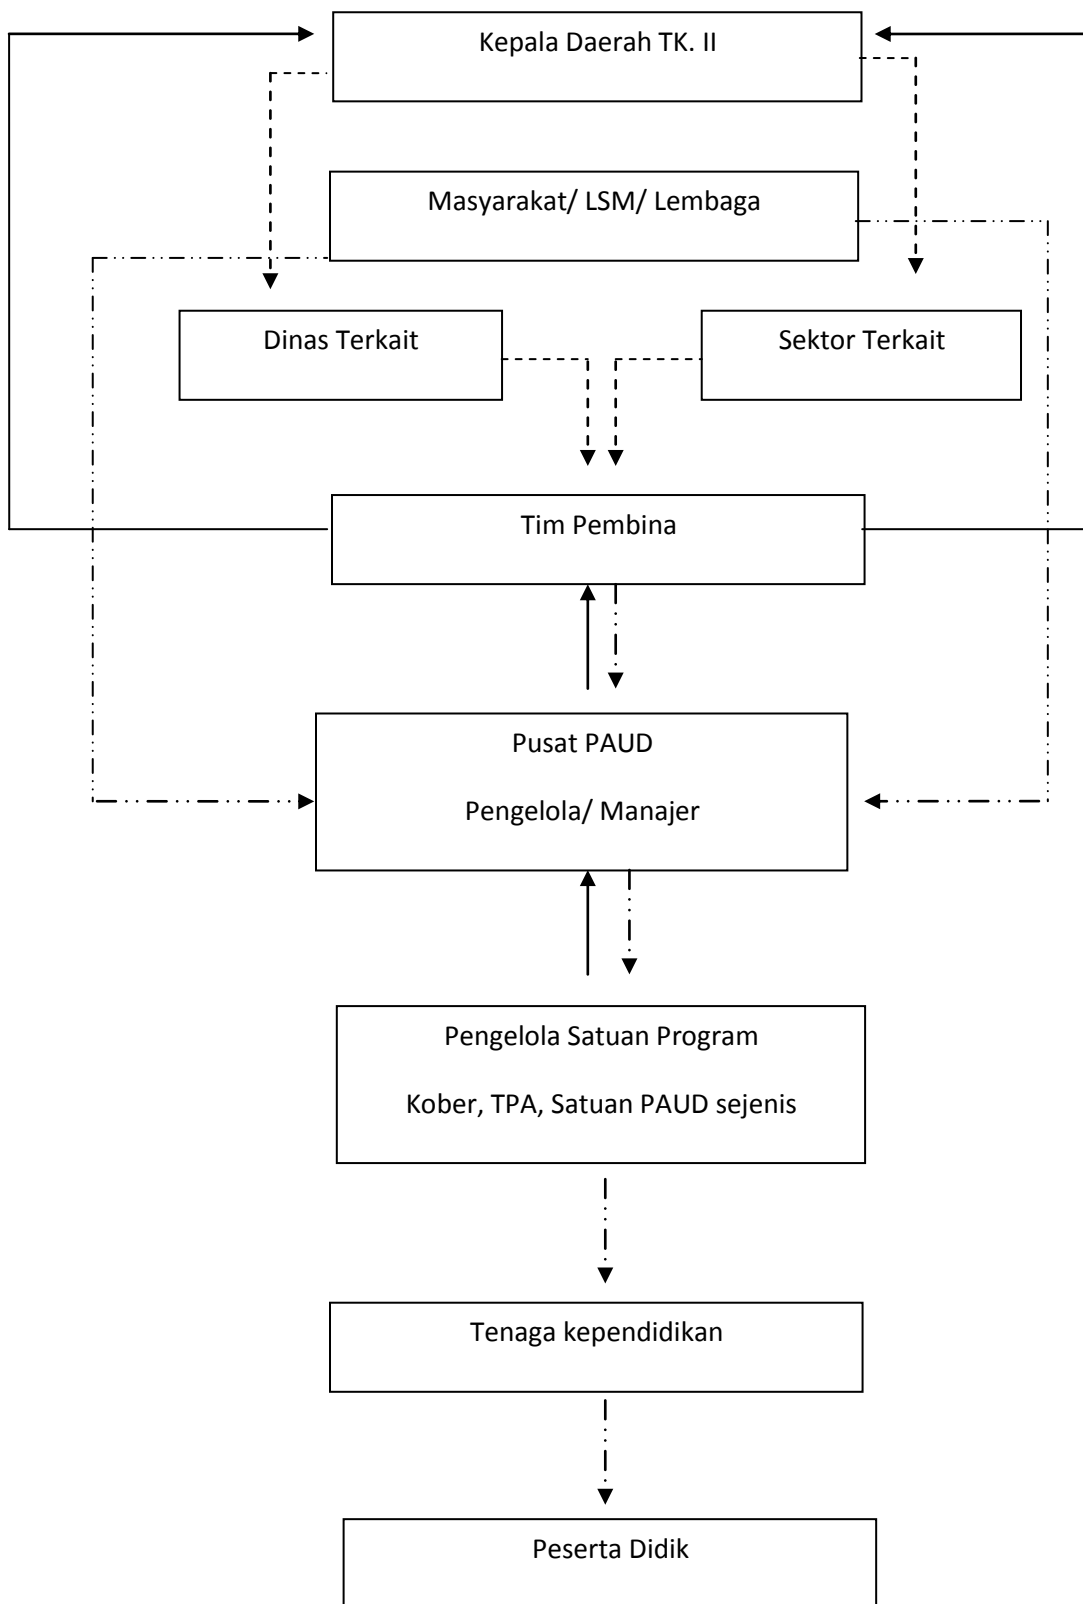 Kepala Daerah TK. II
Masyarakat/ LSM/ Lembaga
Dinas Terkait
Sektor Terkait
Tim Pembina
Pusat PAUD
Pengelola/ Manajer
Pengelola Satuan Program
Kober, TPA, Satuan PAUD sejenis
Tenaga kependidikan
Peserta Didik